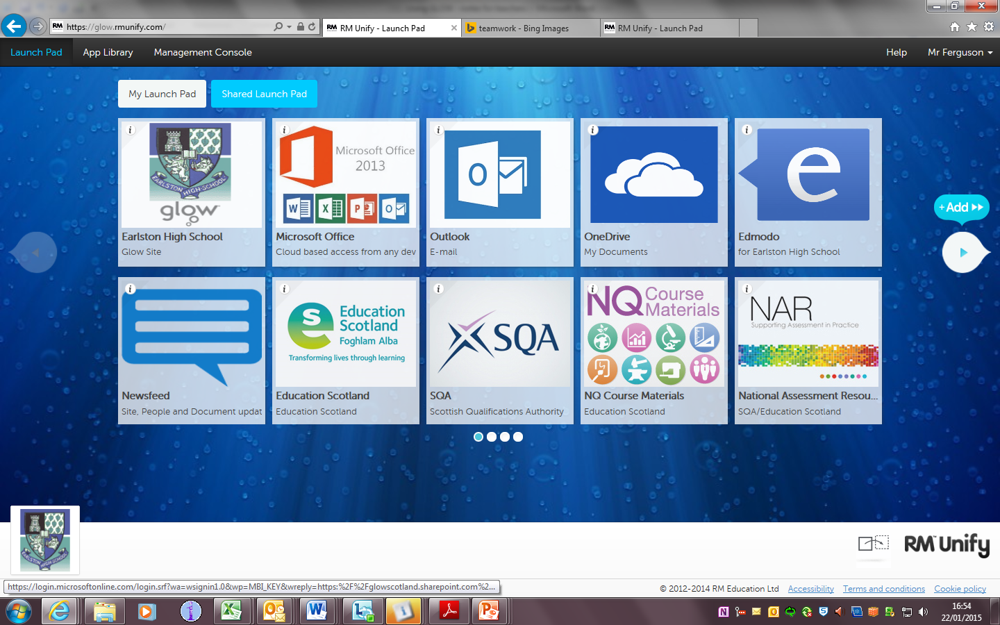 https://glow.rmunify.com/
RM Unify - Launch Pad
teamwork - Bing Images
RM Unify - Launch Pad
Launch Pad
App Library
Management Console
Help
Mr Ferguson
My Launch Pad
Shared Launch Pad
EARLSTON HIGH SCHOOL
glow
Earlston High School
Glow Site
Microsoft Office
2013
Microsoft Office
Cloud based access from any dev
Outlook
E-mail
OneDrive
My Documents
e
Edmodo
for Earlston High School
+Add
Newsfeed
Site, People and Document updat
Education
Scotland
Foghlam Alba
Transforming lives through learning
Education Scotland
Education Scotland
SQA
SQA
Scottish Qualifications Authority
NQ Course
Materials
NQ Course Materials
Education Scotland
NAR
Supporting Assessment in Practice
National Assessment Resou...
SQA/Education Scotland
EARLSTON HIGH SCHOOL
RM Unify
https://login.microsoftonline.com/login.srf?wa=wsignin1.0&wp=MBI_KEY&wreply=https:%2F%2Fglowscotland.sharepoint.com%2...
© 2012-2014 RM Education Ltd
Accessibility
Terms and conditions
Cookie policy
16:54
22/01/2015